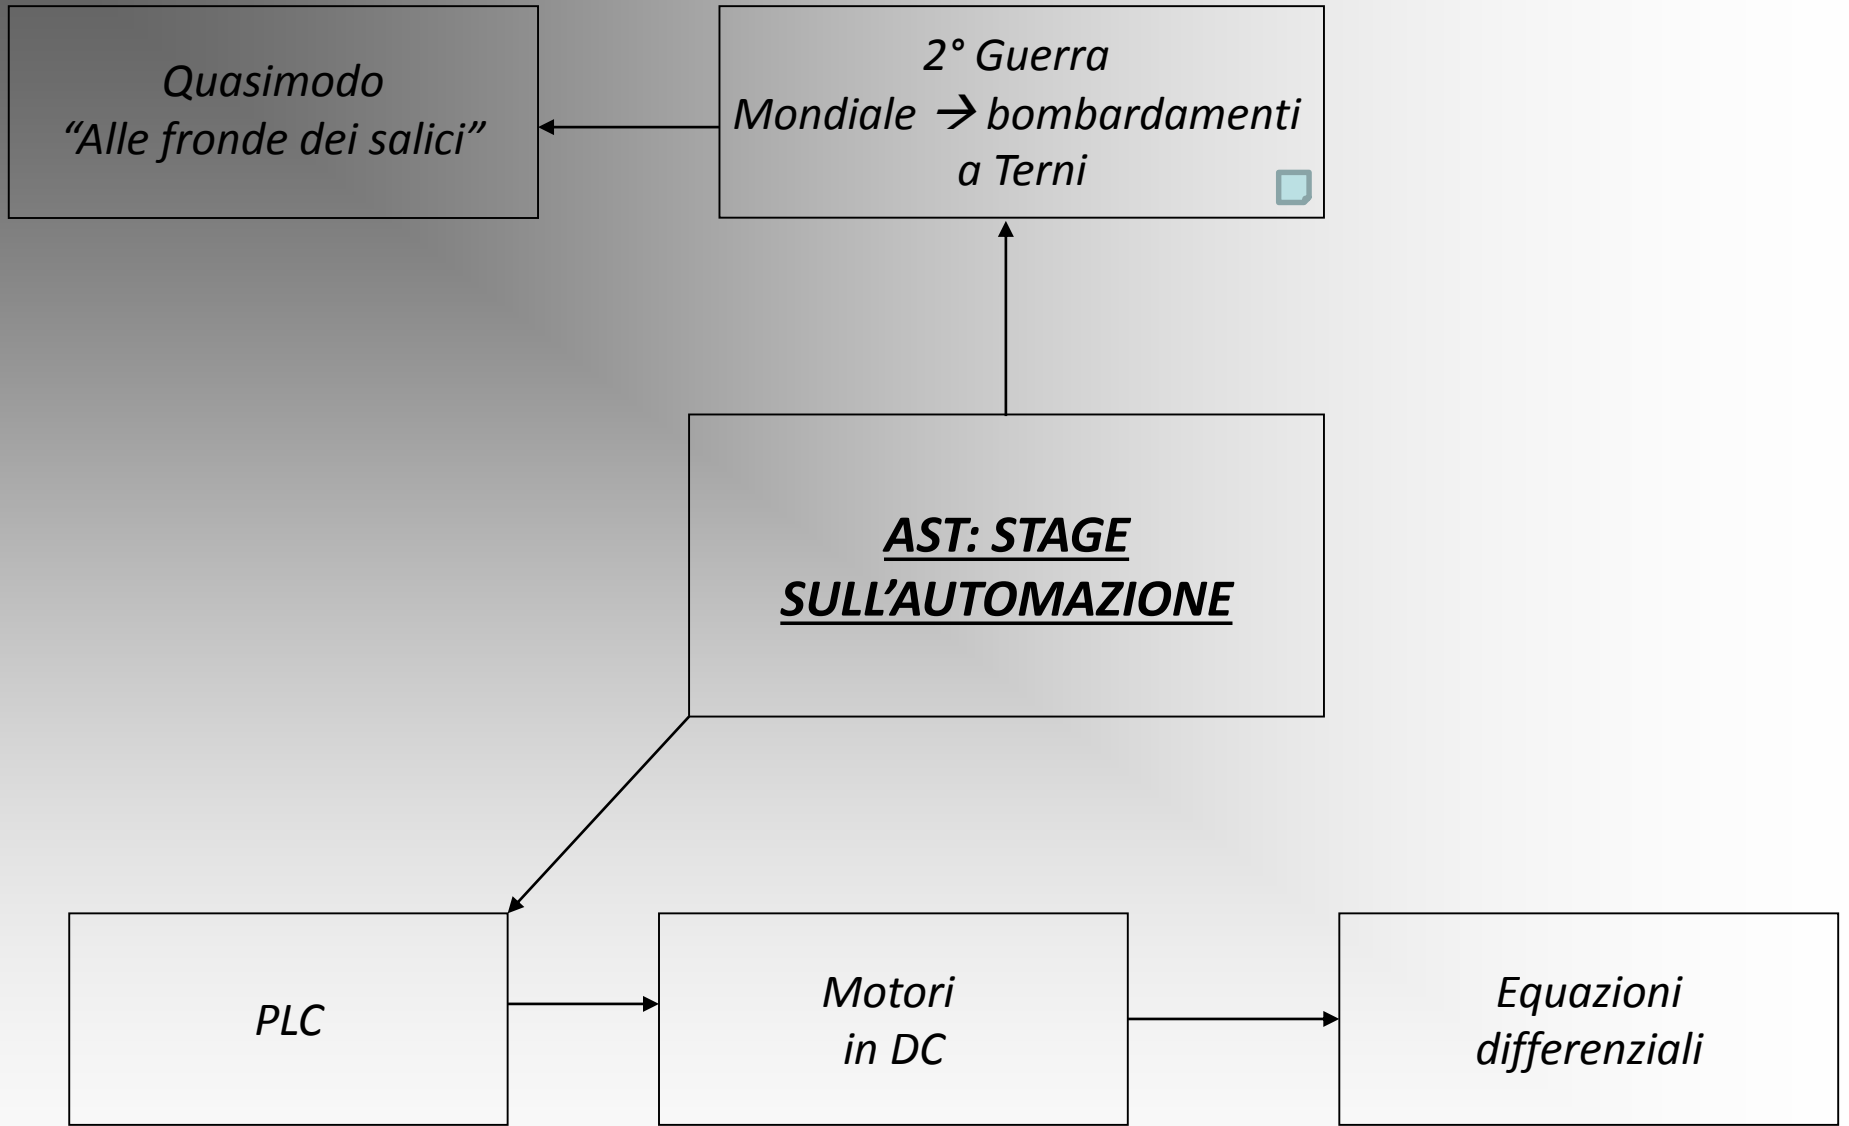 Quasimodo
“Alle fronde dei salici”
2° Guerra
Mondiale → bombardamenti
a Terni
AST: STAGE
SULL’AUTOMAZIONE
PLC
Motori
in DC
Equazioni
differenziali